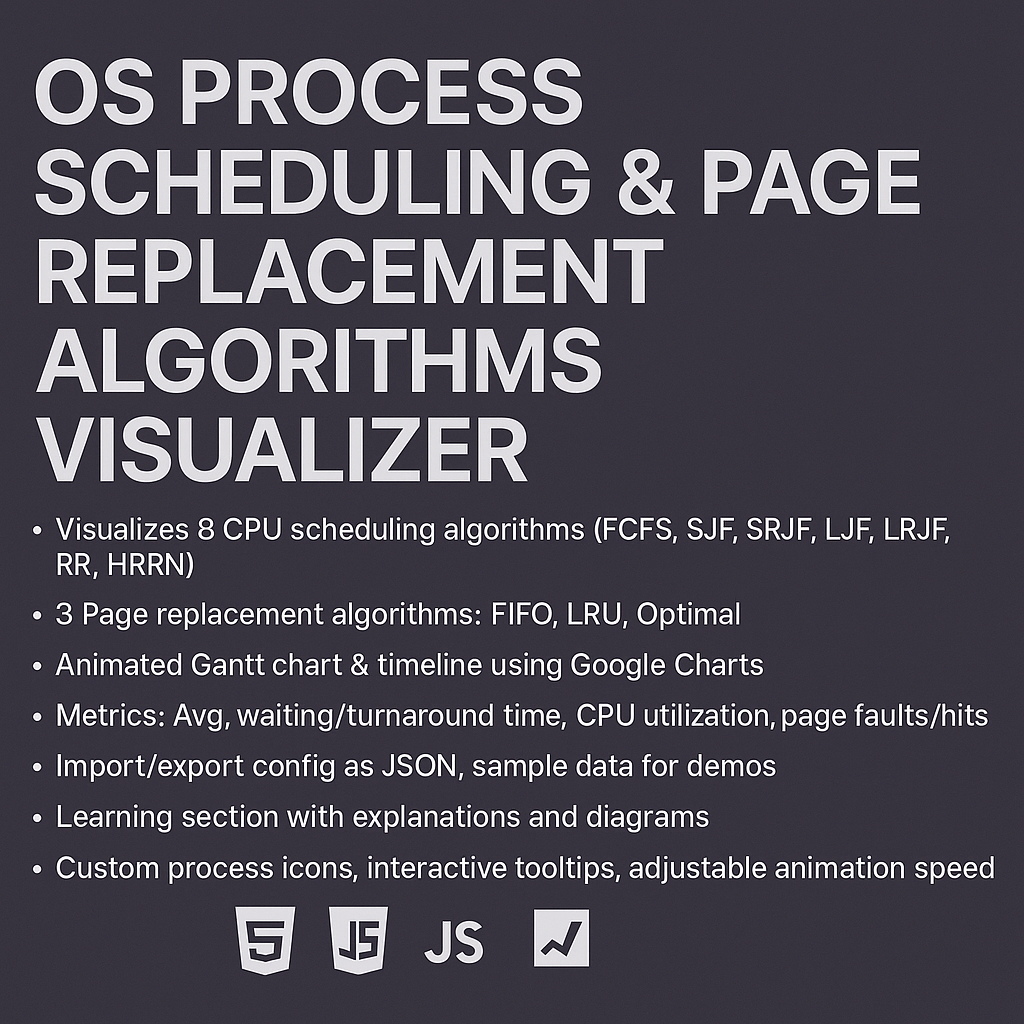 OS PROCESS
SCHEDULING & PAGE
REPLACEMENT
ALGORITHMS
VISUALIZER
• Visualizes 8 CPU scheduling algorithms (FCFS, SJF, SRJF, LJF, LRJF,
RR, HRRN)
• 3 Page replacement algorithms: FIFO, LRU, Optimal
• Animated Gantt chart & timeline using Google Charts
• Metrics: Avg, waiting/turnaround time, CPU utilization, page faults/hits
• Import/export config as JSON, sample data for demos
• Learning section with explanations and diagrams
• Custom process icons, interactive tooltips, adjustable animation speed
5 JS JS